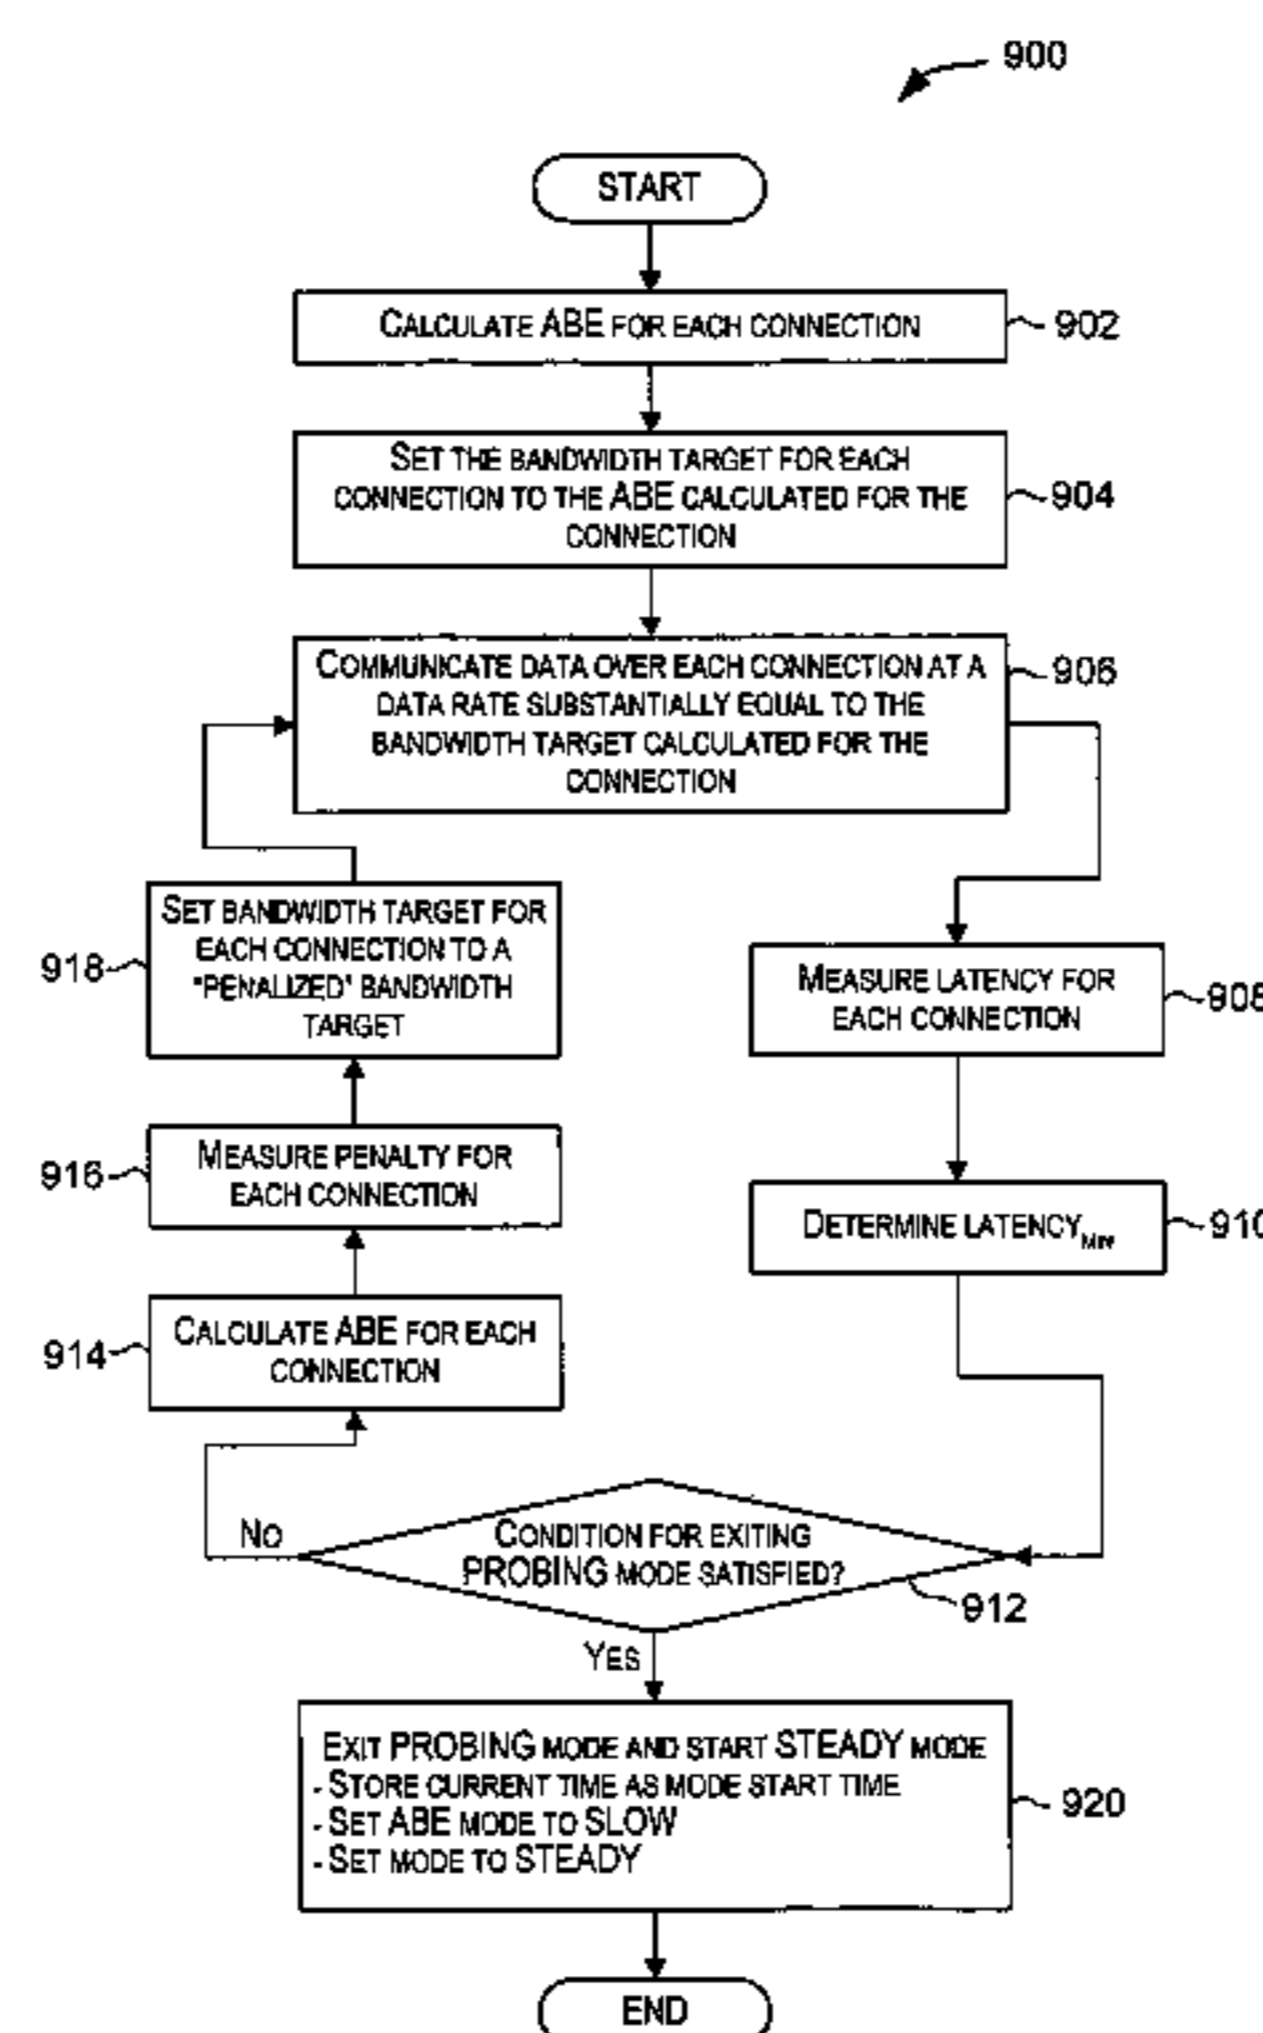 900
START
CALCULATE ABE FOR EACH CONNECTION
902
SET THE BANDWIDTH TARGET FOR EACH
CONNECTION TO THE ABE CALCULATED FOR THE
CONNECTION
904
COMMUNICATE DATA OVER EACH CONNECTION AT A
DATA RATE SUBSTANTIALLY EQUAL TO THE
BANDWIDTH TARGET CALCULATED FOR THE
CONNECTION
906
SET BANDWIDTH TARGET FOR
EACH CONNECTION TO A
"PENALIZED" BANDWIDTH
TARGET
918
MEASURE LATENCY FOR
EACH CONNECTION
908
MEASURE PENALTY FOR
EACH CONNECTION
916
DETERMINE LATENCY MIN
910
CALCULATE ABE FOR EACH
CONNECTION
914
NO
CONDITION FOR EXITING
PROBING MODE SATISFIED?
912
YES
EXIT PROBING MODE AND START STEADY MODE
- STORE CURRENT TIME AS MODE START TIME
- SET ABE MODE TO SLOW
- SET MODE TO STEADY
920
END